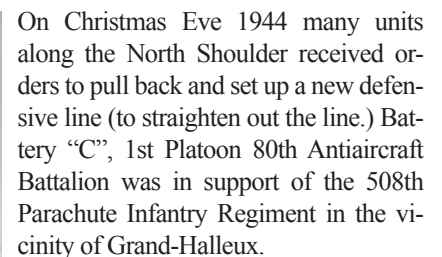 On Christmas Eve 1944 many units
along the North Shoulder received or-
ders to pull back and set up a new defen-
sive line (to straighten out the line.) Bat-
tery “C”, 1st Platoon 80th Antiaircraft
Battalion was in support of the 508th
Parachute Infantry Regiment in the vi-
cinity of Grand-Halleux.